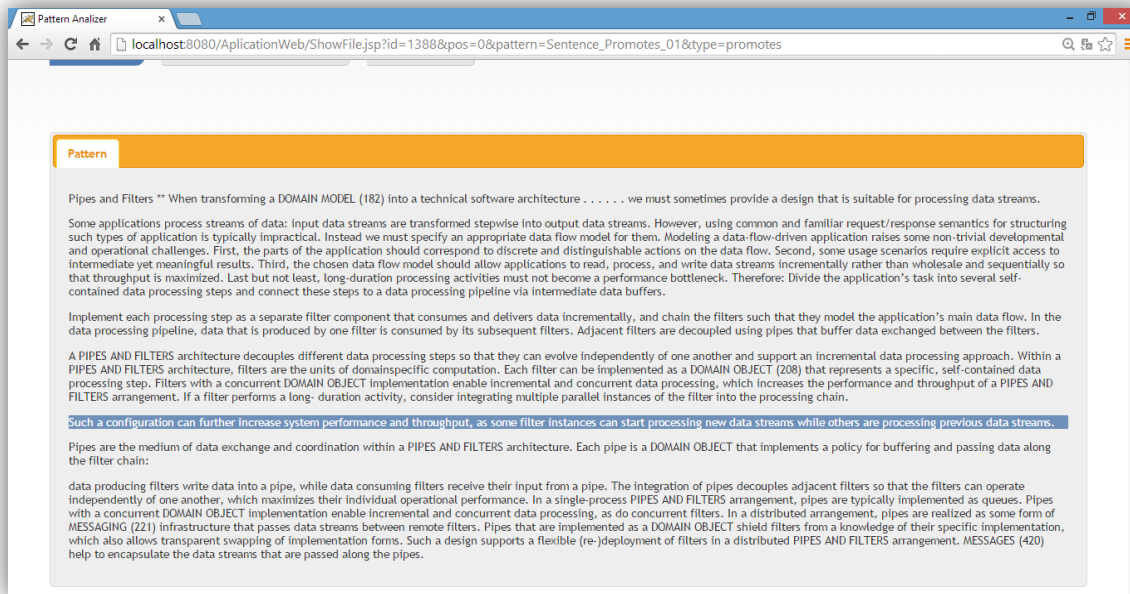 Pattern Analizer
localhost:8080/AplicationWeb/ShowFile.jsp?id=1388&pos=0&pattern=Sentence_Promotes_01&type=promotes
Pattern
Pipes and Filters ** When transforming a DOMAIN MODEL (182) into a technical software architecture . . . . . . we must sometimes provide a design that is suitable for processing data streams.
Some applications process streams of data: input data streams are transformed stepwise into output data streams. However, using common and familiar request/response semantics for structuring
such types of application is typically impractical. Instead we must specify an appropriate data flow model for them. Modeling a data-flow-driven application raises some non-trivial developmental
and operational challenges. First, the parts of the application should correspond to discrete and distinguishable actions on the data flow. Second, some usage scenarios require explicit access to
intermediate yet meaningful results. Third, the chosen data flow model should allow applications to read, process, and write data streams incrementally rather than wholesale and sequentially so
that throughput is maximized. Last but not least, long-duration processing activities must not become a performance bottleneck. Therefore: Divide the application's task into several self-
contained data processing steps and connect these steps to a data processing pipeline via intermediate data buffers.
Implement each processing step as a separate filter component that consumes and delivers data incrementally, and chain the filters such that they model the application's main data flow. In the
data processing pipeline, data that is produced by one filter is consumed by its subsequent filters. Adjacent filters are decoupled using pipes that buffer data exchanged between the filters.
A PIPES AND FILTERS architecture decouples different data processing steps so that they can evolve independently of one another and support an incremental data processing approach. Within a
PIPES AND FILTERS architecture, filters are the units of domainspecific computation. Each filter can be implemented as a DOMAIN OBJECT (208) that represents a specific, self-contained data
processing step. Filters with a concurrent DOMAIN OBJECT implementation enable incremental and concurrent data processing, which increases the performance and throughput of a PIPES AND
FILTERS arrangement. If a filter performs a long- duration activity, consider integrating multiple parallel instances of the filter into the processing chain.
Such a configuration can further increase system performance and throughput, as some filter instances can start processing new data streams while others are processing previous data streams.
Pipes are the medium of data exchange and coordination within a PIPES AND FILTERS architecture. Each pipe is a DOMAIN OBJECT that implements a policy for buffering and passing data along
the filter chain:
data producing filters write data into a pipe, while data consuming filters receive their input from a pipe. The integration of pipes decouples adjacent filters so that the filters can operate
independently of one another, which maximizes their individual operational performance. In a single-process PIPES AND FILTERS arrangement, pipes are typically implemented as queues. Pipes
with a concurrent DOMAIN OBJECT implementation enable incremental and concurrent data processing, as do concurrent filters. In a distributed arrangement, pipes are realized as some form of
MESSAGING (221) infrastructure that passes data streams between remote filters. Pipes that are implemented as a DOMAIN OBJECT shield filters from a knowledge of their specific implementation,
which also allows transparent swapping of implementation forms. Such a design supports a flexible (re-)deployment of filters in a distributed PIPES AND FILTERS arrangement. MESSAGES (420)
help to encapsulate the data streams that are passed along the pipes.